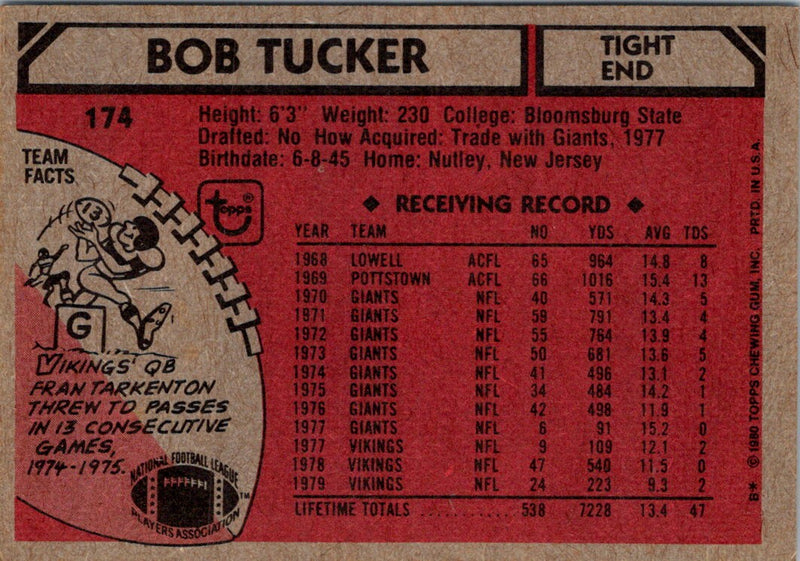 BOB TUCKER
TIGHT
END
174
Height: 6'3" Weight: 230 College: Bloomsburg State
Drafted: No How Acquired: Trade with Giants, 1977
Birthdate: 6-8-45 Home: Nutley, New Jersey
TEAM
FACTS
topps®
13
G
VIKINGS' QB
FRAN TARKENTON
THREW TD PASSES
IN 13 CONSECUTIVE
GAMES,
1974-1975.
NATIONAL FOOTBALL LEAGUE
PLAYERS ASSOCIATION
™
◆ RECEIVING RECORD ◆
YEAR TEAM NO YDS AVG TDS
1968 LOWELL ACFL 65 964 14.8 8
1969 POTTSTOWN ACFL 66 1016 15.4 13
1970 GIANTS NFL 40 571 14.3 5
1971 GIANTS NFL 59 791 13.4 4
1972 GIANTS NFL 55 764 13.9 4
1973 GIANTS NFL 50 681 13.6 5
1974 GIANTS NFL 41 496 13.1 2
1975 GIANTS NFL 34 484 14.2 1
1976 GIANTS NFL 42 498 11.9 1
1977 GIANTS NFL 6 91 15.2 0
1977 VIKINGS NFL 9 109 12.1 2
1978 VIKINGS NFL 47 540 11.5 0
1979 VIKINGS NFL 24 223 9.3 2
LIFETIME TOTALS ........... 538 7228 13.4 47
B* © 1980 TOPPS CHEWING GUM, INC. PRTD. IN U.S.A.